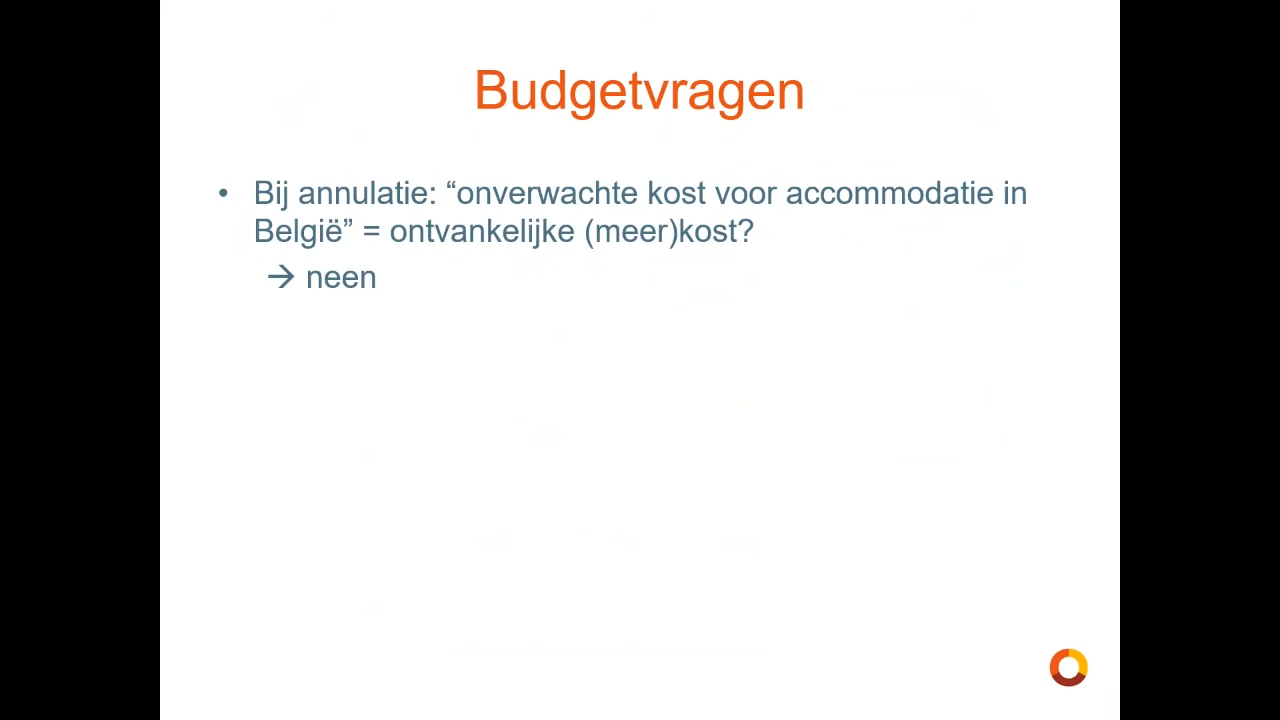 Budgetvragen
• Bij annulatie: “onverwachte kost voor accommodatie in
België” = ontvankelijke (meer)kost?
→ neen